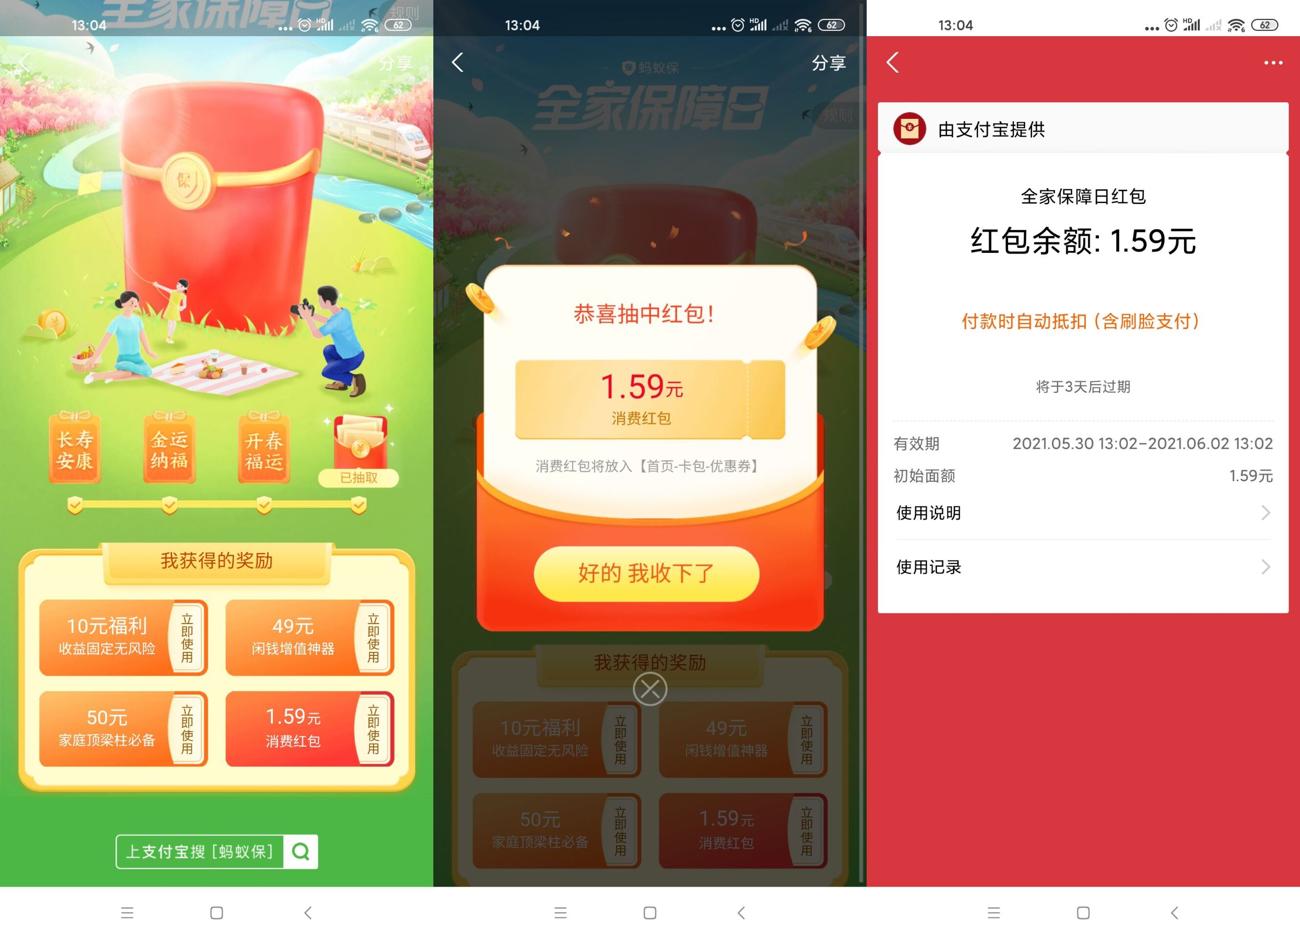 13:04
62
全家保障日
规则
分享
保
长寿
安康
金运
纳福
开春
福运
已抽取
我获得的奖励
10元福利
收益固定无风险
立即使用
49元
闲钱增值神器
立即使用
50元
家庭顶梁柱必备
立即使用
1.59元
消费红包
立即使用
上支付宝搜 [蚂蚁保]
13:04
HD
62
分享
蚂蚁保
全家保障日
规则
恭喜抽中红包!
1.59元
消费红包
消费红包将放入【首页-卡包-优惠券】
好的 我收下了
我获得的奖励
10元福利
收益固定无风险
立即使用
49元
闲钱增值神器
立即使用
50元
家庭顶梁柱必备
立即使用
1.59元
消费红包
立即使用
13:04
HD
62
由支付宝提供
全家保障日红包
红包余额: 1.59元
付款时自动抵扣 (含刷脸支付)
将于3天后过期
有效期 2021.05.30 13:02-2021.06.02 13:02
初始面额 1.59元
使用说明
使用记录